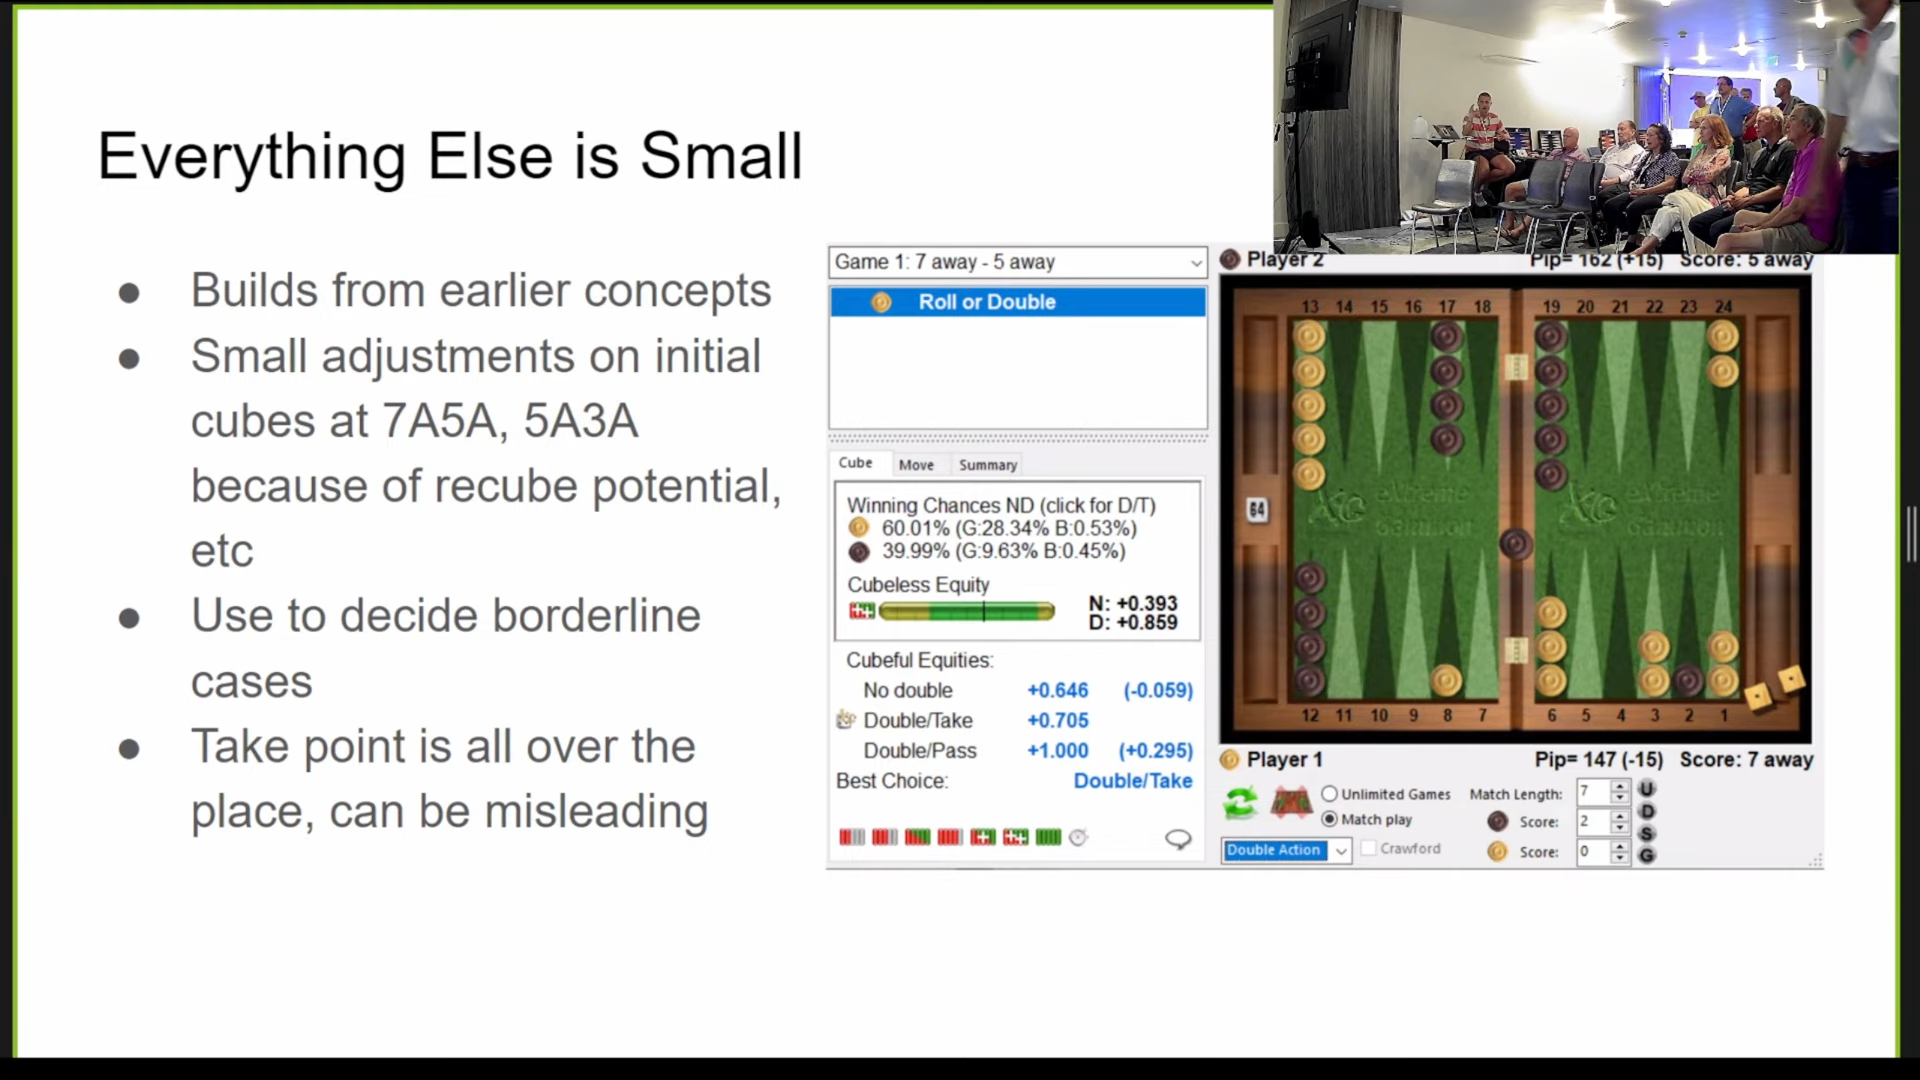 Everything Else is Small
● Builds from earlier concepts
● Small adjustments on initial
cubes at 7A5A, 5A3A
because of recube potential,
etc
● Use to decide borderline
cases
● Take point is all over the
place, can be misleading
Game 1: 7 away - 5 away
Roll or Double
Cube Move Summary
Winning Chances ND (click for D/T)
60.01% (G:28.34% B:0.53%)
39.99% (G:9.63% B:0.45%)
Cubeless Equity
N: +0.393
D: +0.859
Cubeful Equities:
No double +0.646 (-0.059)
Double/Take +0.705
Double/Pass +1.000 (+0.295)
Best Choice: Double/Take
Player 2 Pip= 162 (+15) Score: 5 away
13 14 15 16 17 18 19 20 21 22 23 24
64
XG eXtreme Gammon XG eXtreme Gammon
12 11 10 9 8 7 6 5 4 3 2 1
Player 1 Pip= 147 (-15) Score: 7 away
Unlimited Games Match Length: 7 U
Match play Score: 2 D
Double Action Crawford Score: 0 S
G